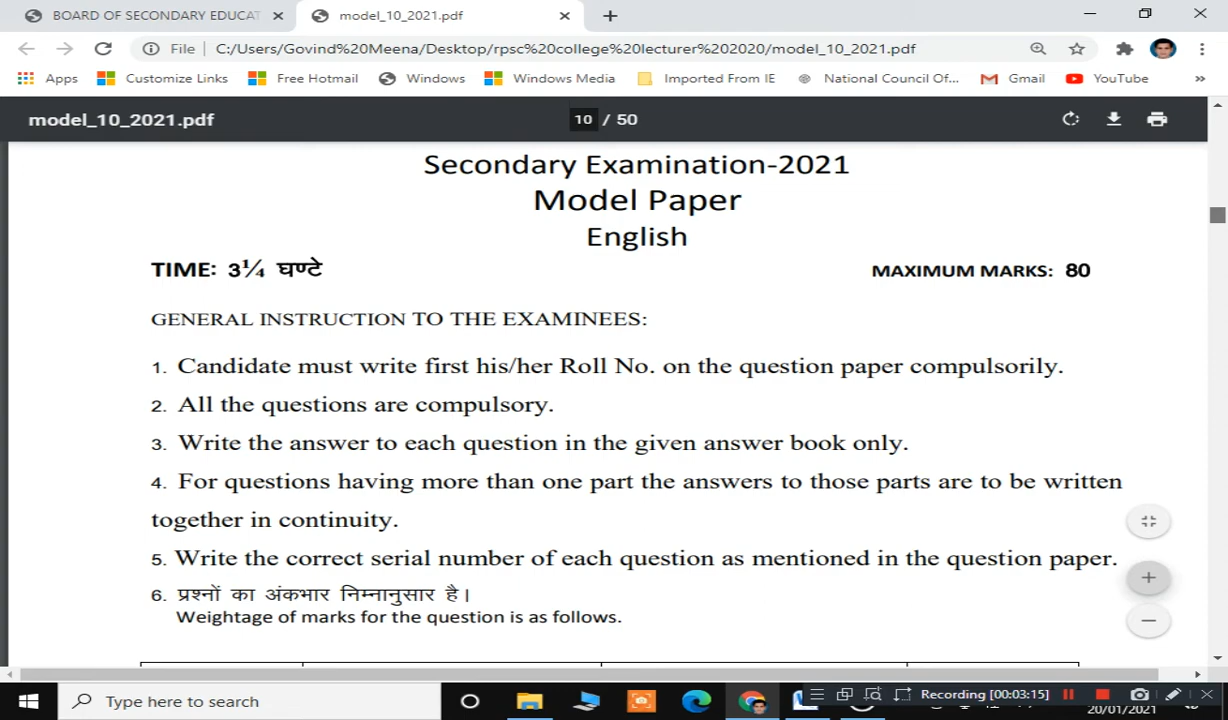 BOARD OF SECONDARY EDUCAT
model_10_2021.pdf
File
C:/Users/Govind%20Meena/Desktop/rpsc%20college%20lecturer%202020/model_10_2021.pdf
Apps
Customize Links
Free Hotmail
Windows
Windows Media
Imported From IE
National Council Of...
Gmail
YouTube
»
model_10_2021.pdf
10 / 50
Secondary Examination-2021
Model Paper
English
TIME: 3¼ घण्टे
MAXIMUM MARKS: 80
GENERAL INSTRUCTION TO THE EXAMINEES:
1. Candidate must write first his/her Roll No. on the question paper compulsorily.
2. All the questions are compulsory.
3. Write the answer to each question in the given answer book only.
4. For questions having more than one part the answers to those parts are to be written
together in continuity.
5. Write the correct serial number of each question as mentioned in the question paper.
6. प्रश्नों का अंकभार निम्नानुसार है।
Weightage of marks for the question is as follows.
Type here to search
Recording [00:03:15]
20/01/2021